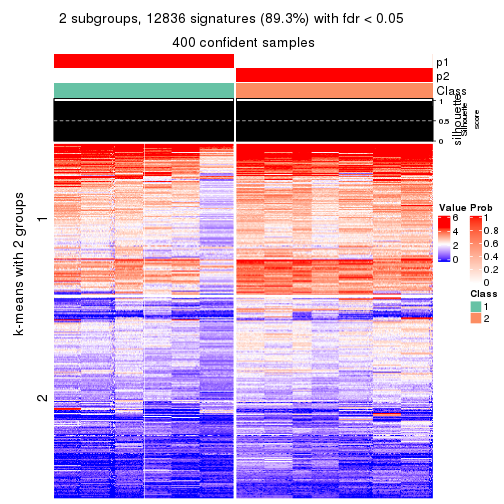 2 subgroups, 12836 signatures (89.3%) with fdr < 0.05
400 confident samples
p1
p2
Class
1
0.5
0
silhouette
Silhouette
score
k-means with 2 groups
1
2
Value
6
4
2
0
Prob
1
0.8
0.6
0.4
0.2
0
Class
1
2